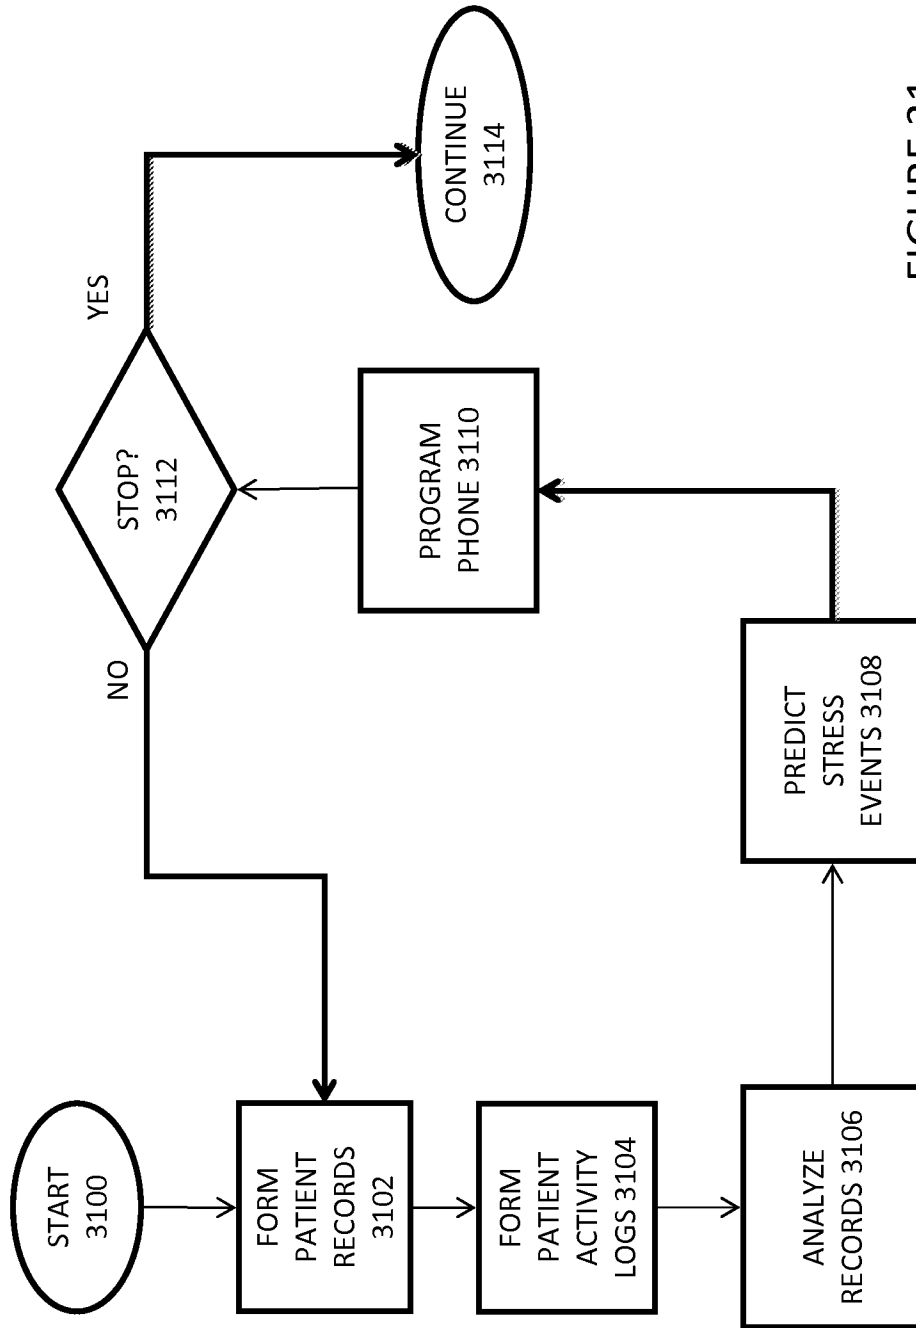 START
3100
FORM
PATIENT
RECORDS
3102
FORM
PATIENT
ACTIVITY
LOGS 3104
ANALYZE
RECORDS 3106
PREDICT
STRESS
EVENTS 3108
PROGRAM
PHONE 3110
STOP?
3112
NO
YES
CONTINUE
3114
FIGURE 31